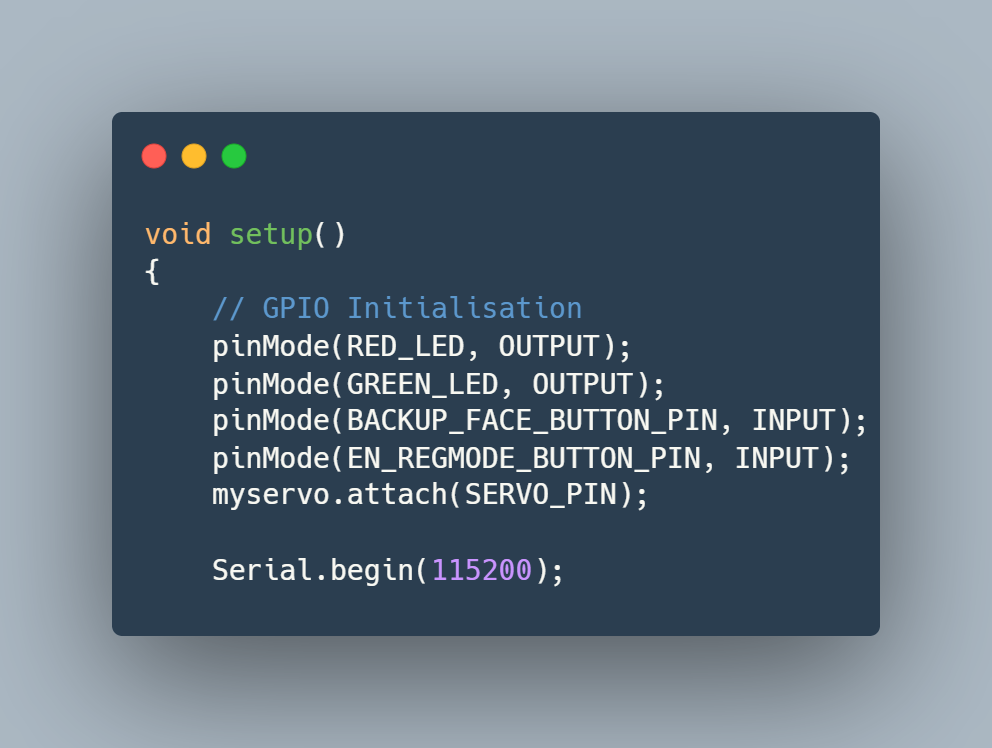 void setup()
{
    // GPIO Initialisation
    pinMode(RED_LED, OUTPUT);
    pinMode(GREEN_LED, OUTPUT);
    pinMode(BACKUP_FACE_BUTTON_PIN, INPUT);
    pinMode(EN_REGMODE_BUTTON_PIN, INPUT);
    myservo.attach(SERVO_PIN);

    Serial.begin(115200);